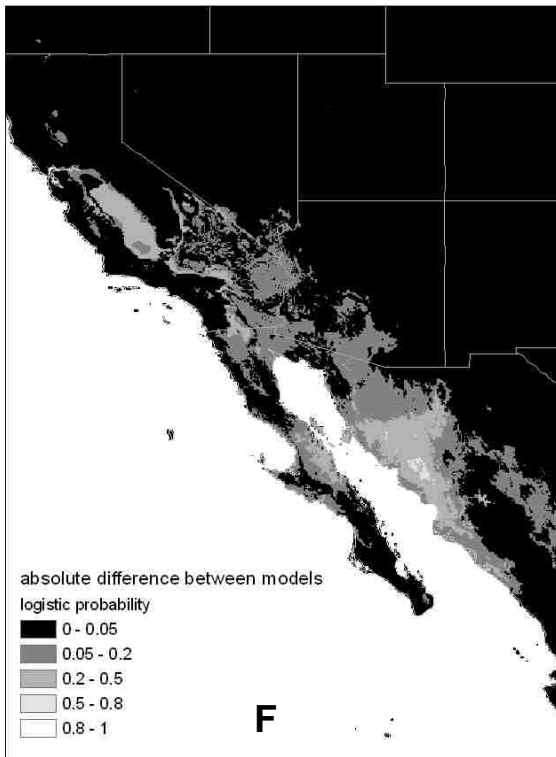 absolute difference between models
logistic probability
0 - 0.05
0.05 - 0.2
0.2 - 0.5
0.5 - 0.8
0.8 - 1
F